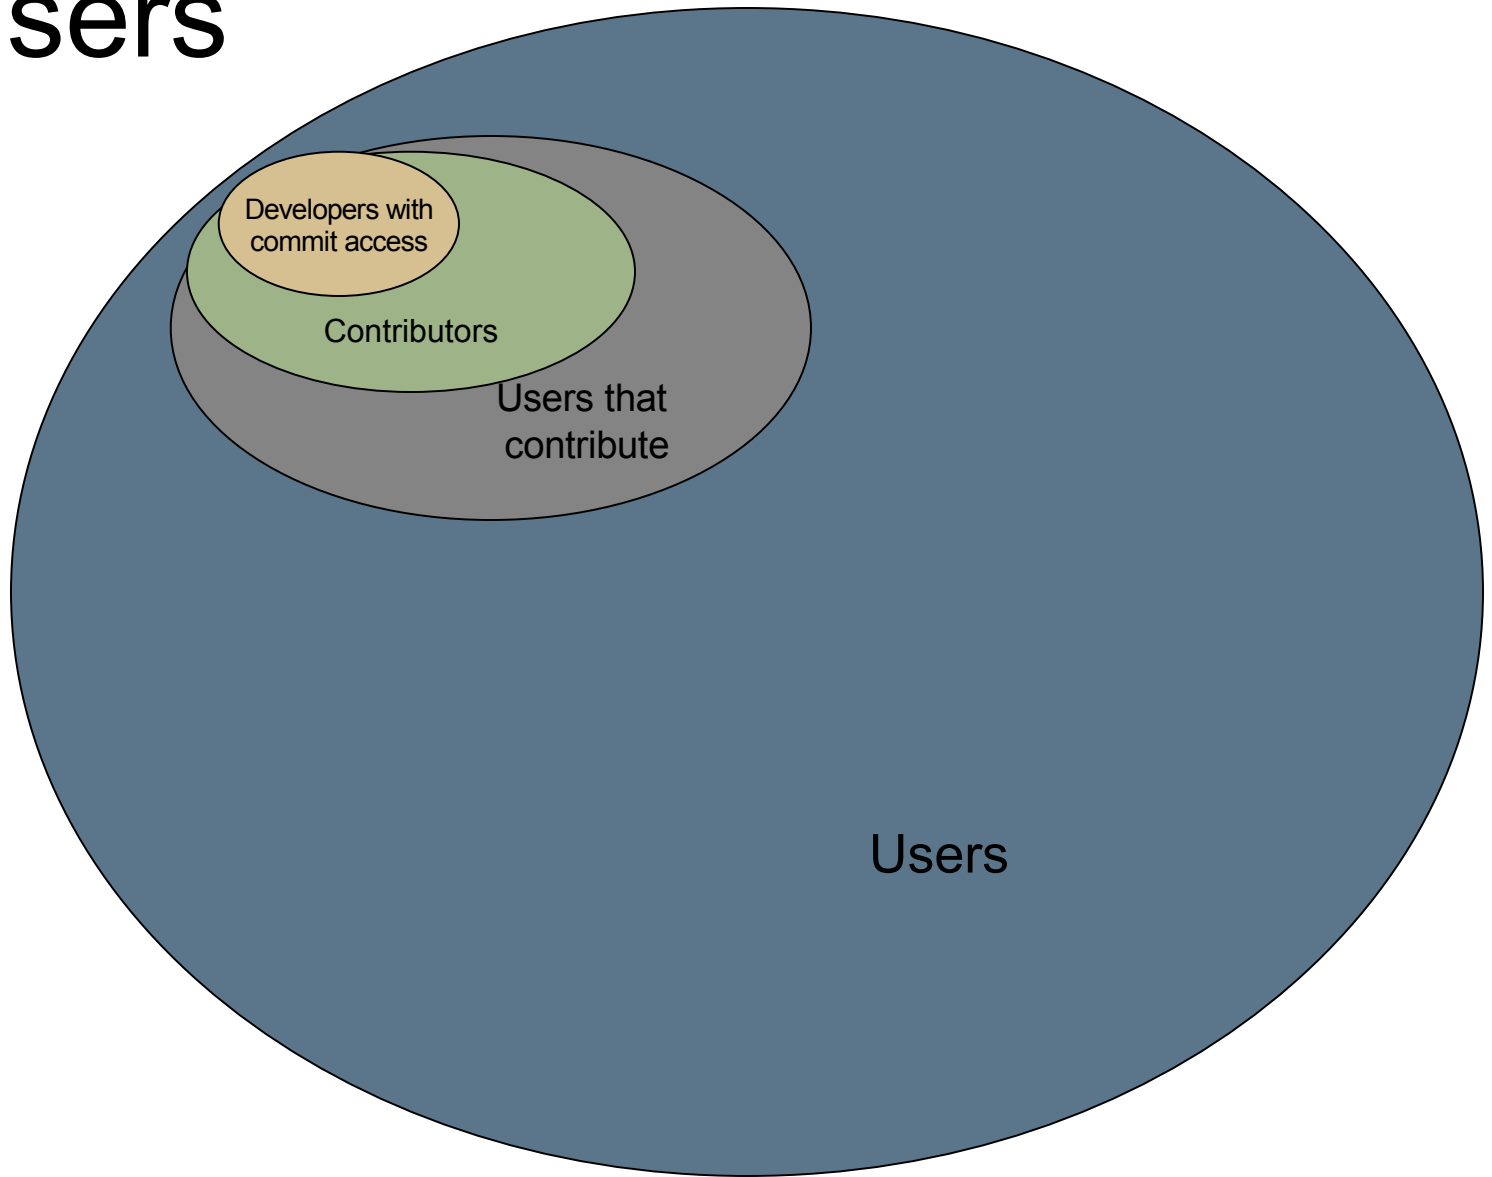 sers
Developers with
commit access
Contributors
Users that
contribute
Users